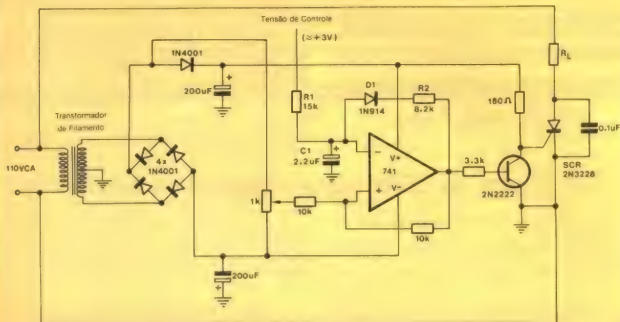 Tensão de Controle
(≈+3V)
1N4001
200uF
R1
15k
D1
1N914
R2
8.2k
RL
150Ω
0.1uF
Transformador
de Filamento
4x
1N4001
110VCA
C1
2.2uF
V+
741
V-
3.3k
2N2222
SCR
2N3228
1k
10k
10k
200uF